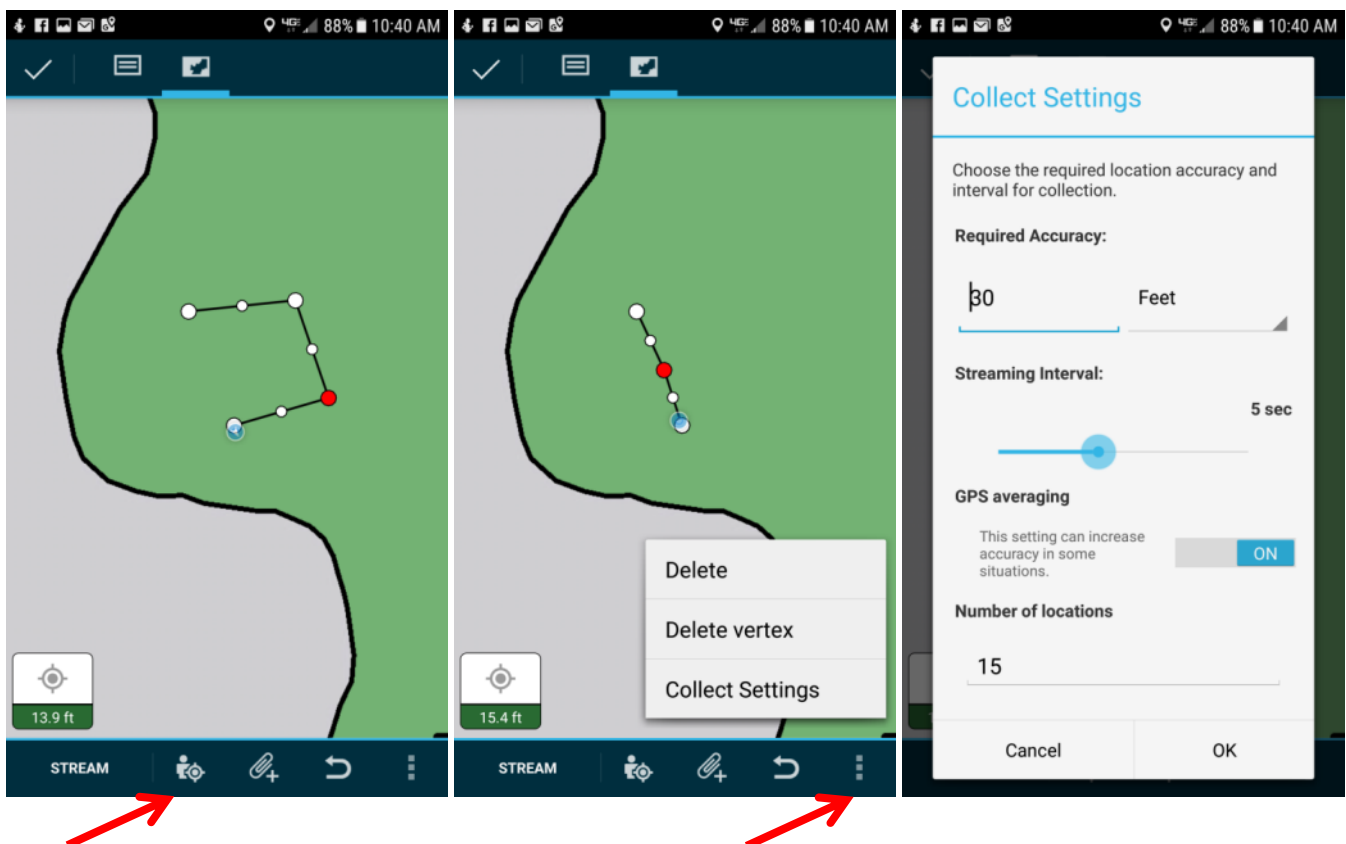 4GE 88% 10:40 AM
13.9 ft
STREAM
4GE 88% 10:40 AM
Delete
Delete vertex
Collect Settings
15.4 ft
STREAM
4GE 88% 10:40 AM
Collect Settings
Choose the required location accuracy and
interval for collection.
Required Accuracy:
30 Feet
Streaming Interval:
5 sec
GPS averaging
This setting can increase
accuracy in some
situations.
ON
Number of locations
15
Cancel OK